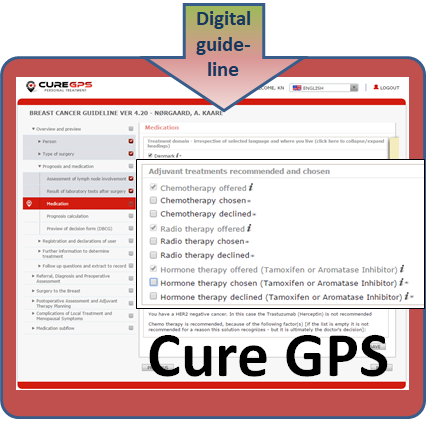 Digital
guide-
line
CUREGPS
PERSONAL TREATMENT
ELCOME, KN
ENGLISH
LOGOUT
BREAST CANCER GUIDELINE VER 4.20 - NØRGAARD, A. KAARE
Overview and preview
Person
Type of surgery
Prognosis and medication
Assessment of lymph node involvement
Result of laboratory tests after surgery
Medication
Prognosis calculation
Preview of decision form (DBCG)
Registration and declarations of user
Further information to determine
treatment
Follow up questions and extract to record
Referral, Diagnosis and Preoperative
Assessment
Surgery to the Breast
Postoperative Assessment and Adjuvant
Therapy Planning
Complications of Local Treatment and
Menopausal Symptoms
Medication subflow
Medication
Treatment domain - irrespective of selected language and where you live (click here to collapse/expand
headings)
Denmark i
Adjuvant treatments recommended and chosen
Chemotherapy offered i
Chemotherapy chosen
Chemotherapy declined
Radio therapy offered i
Radio therapy chosen
Radio therapy declined
Hormone therapy offered (Tamoxifen or Aromatase Inhibitor) i
Hormone therapy chosen (Tamoxifen or Aromatase Inhibitor) i
Hormone therapy declined (Tamoxifen or Aromatase Inhibitor) i
You have a HER2 negative cancer. In this case the Trastuzumab (Herceptin) is not recommended
Chemo therapy is recommended, because of the following factor(s) (if the list is empty it is not
recommended for a reason this solution recognizes - but it is ultimately the doctor's decision):
Cure GPS